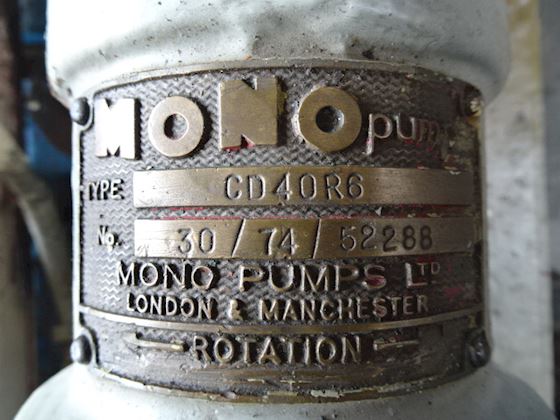 MONO pump
TYPE CD40R6
No. 30/74/52288
MONO PUMPS LTD
LONDON & MANCHESTER
ROTATION